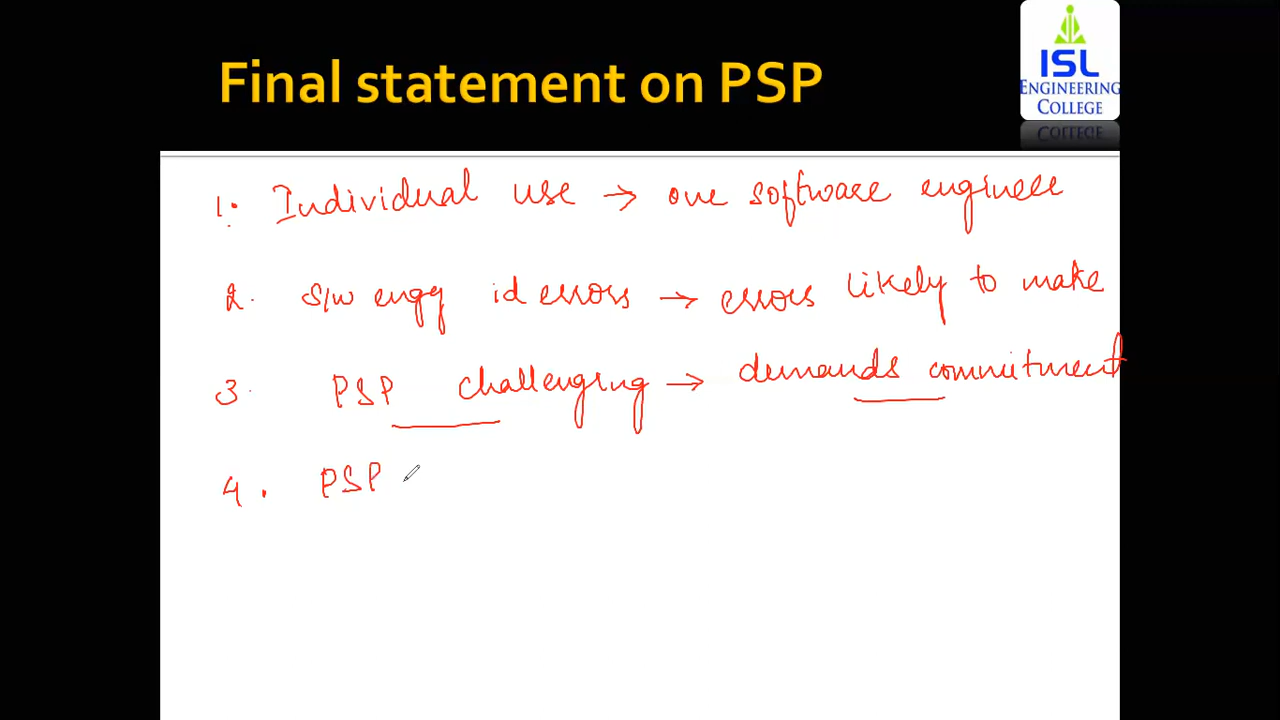 Final statement on PSP
ISL
ENGINEERING
COLLEGE
1. Individual use → one software engineer
2. S/W engg id errors → errors likely to make
3. PSP challenging → demands commitment
4. PSP